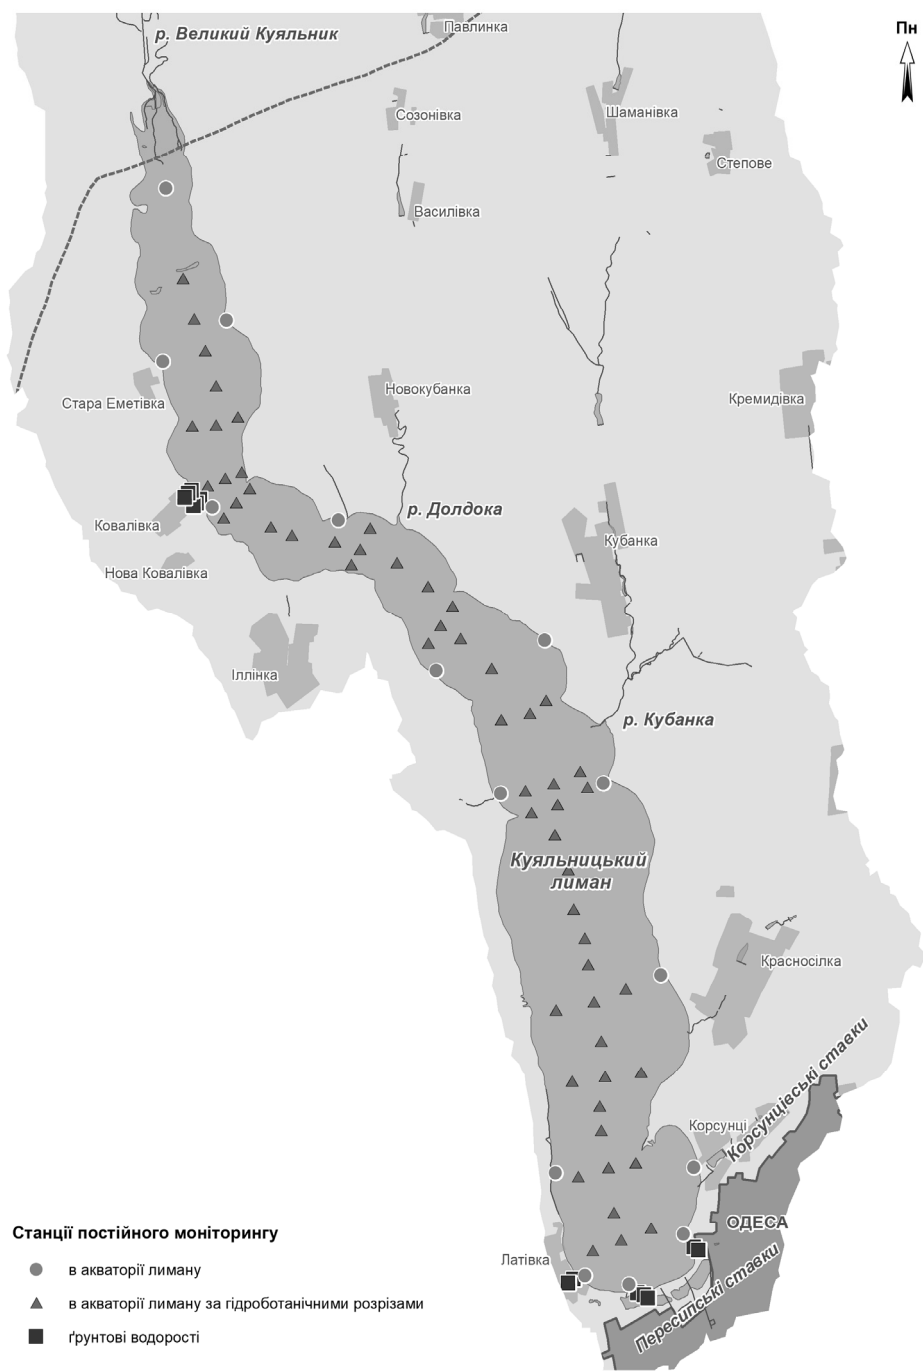 р. Великий Куяльник
Павлинка
Пн
Созонівка
Шаманівка
Степове
Василівка
Стара Еметівка
Новокубанка
Кремидівка
р. Долдока
Ковалівка
Кубанка
Нова Ковалівка
Іллінка
р. Кубанка
Куяльницький
лиман
Красносілка
Корсунцівські ставки
Корсунці
ОДЕСА
Латівка
Пересипські ставки
Станції постійного моніторингу
в акваторії лиману
в акваторії лиману за гідроботанічними розрізами
ґрунтові водорості